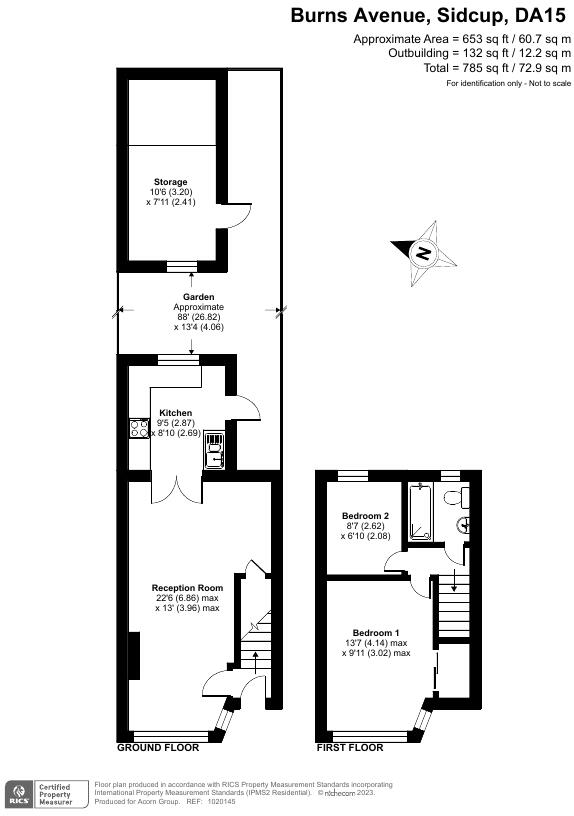 Burns Avenue, Sidcup, DA15
Approximate Area = 653 sq ft / 60.7 sq m
Outbuilding = 132 sq ft / 12.2 sq m
Total = 785 sq ft / 72.9 sq m
For identification only - Not to scale
Storage
10'6 (3.20)
x 7'11 (2.41)
N
Garden
Approximate
88' (26.82)
x 13'4 (4.06)
Kitchen
9'5 (2.87)
x 8'10 (2.69)
Bedroom 2
8'7 (2.62)
x 6'10 (2.08)
Reception Room
22'6 (6.86) max
x 13' (3.96) max
Bedroom 1
13'7 (4.14) max
x 9'11 (3.02) max
GROUND FLOOR
FIRST FLOOR
RICS
Certified
Property
Measurer
Floor plan produced in accordance with RICS Property Measurement Standards incorporating
International Property Measurement Standards (IPMS2 Residential). © nichecom 2023.
Produced for Acorn Group. REF: 1020145